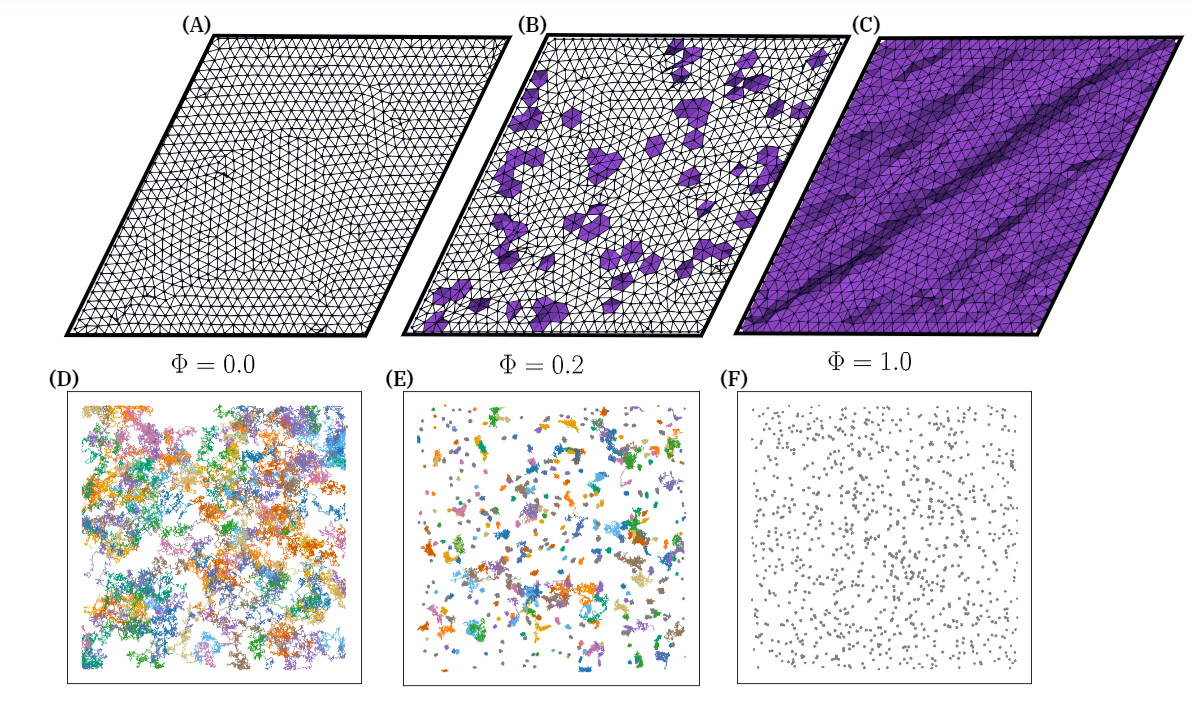 (A)
(B)
(C)
Φ = 0.0
Φ = 0.2
Φ = 1.0
(D)
(E)
(F)